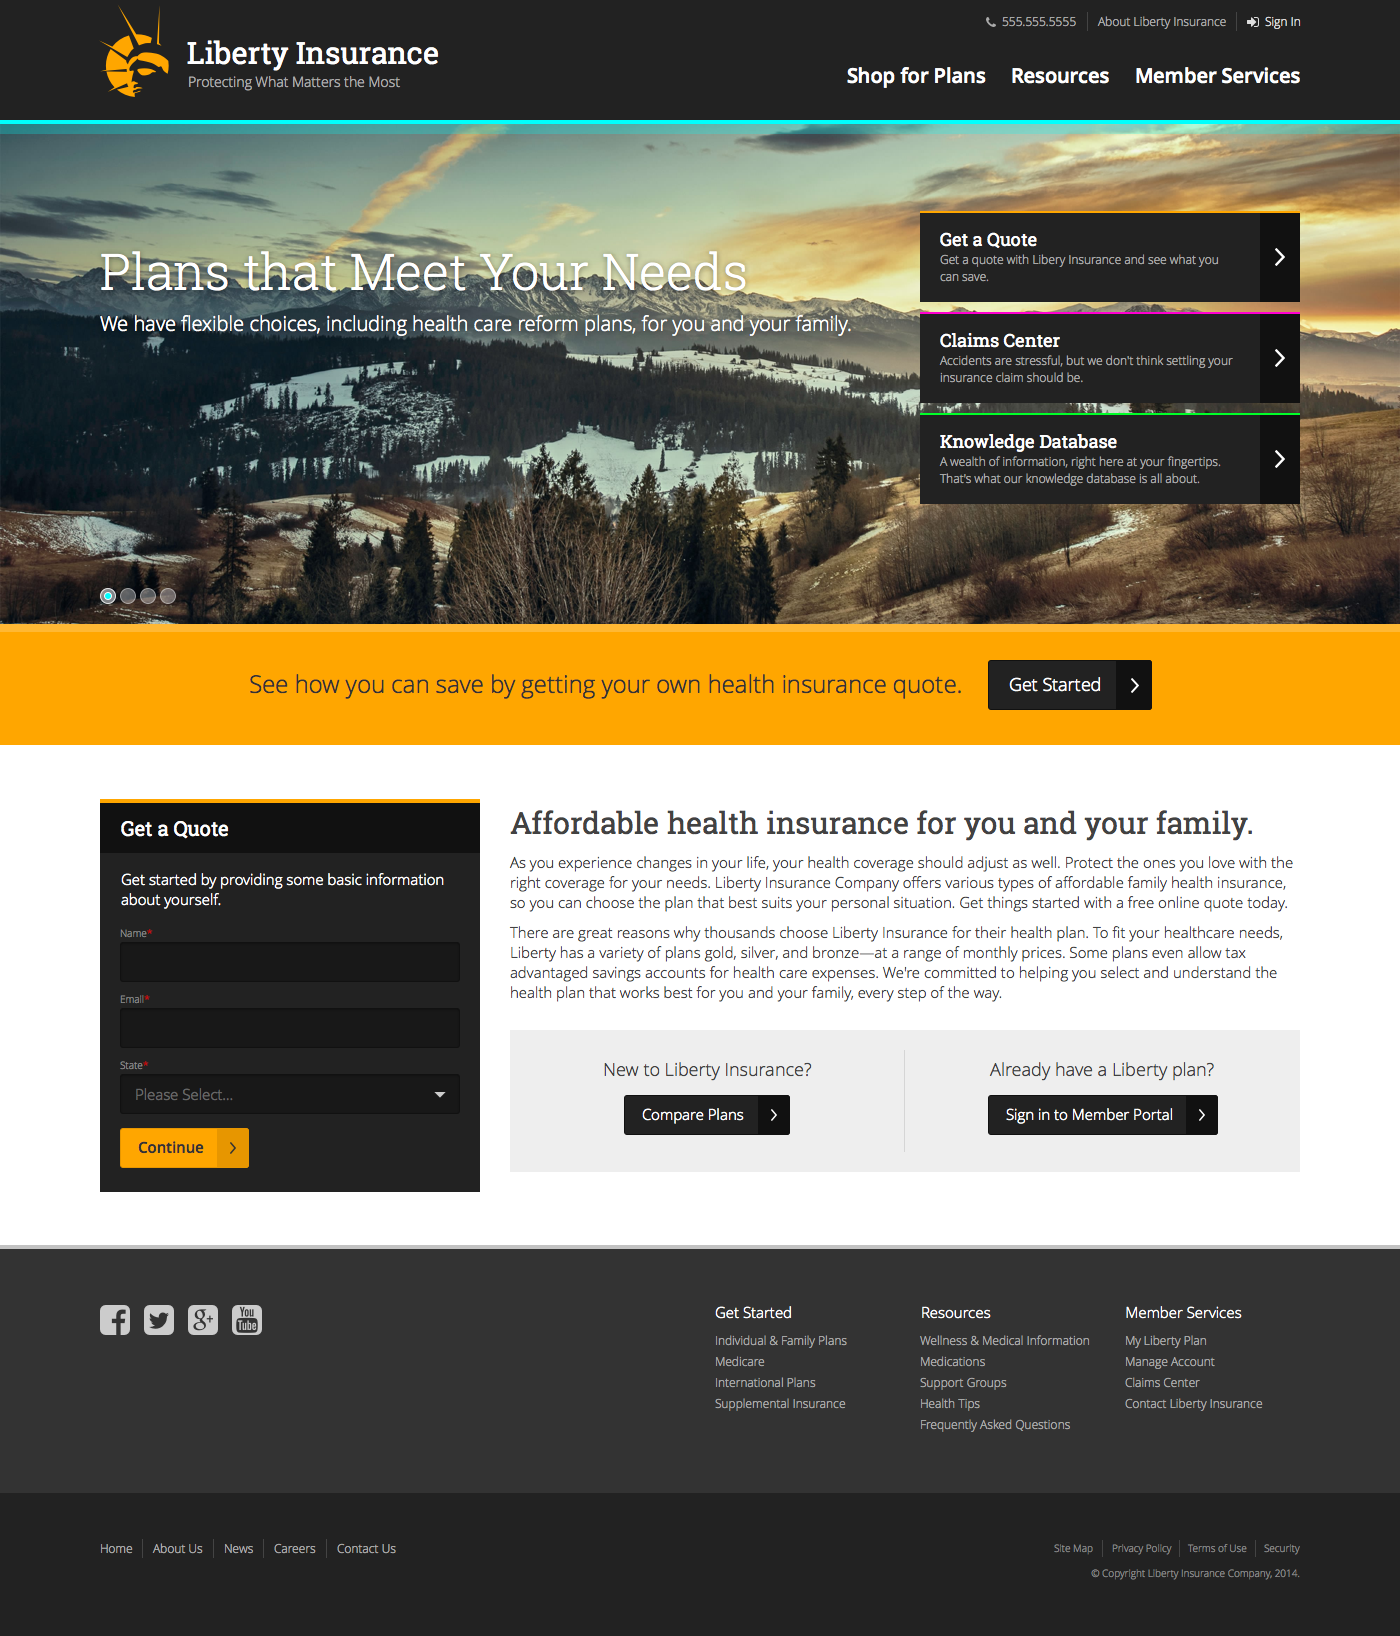 555.555.5555
About Liberty Insurance
Sign In
Liberty Insurance
Protecting What Matters the Most
Shop for Plans
Resources
Member Services
Plans that Meet Your Needs
We have flexible choices, including health care reform plans, for you and your family.
Get a Quote
Get a quote with Libery Insurance and see what you
can save.
Claims Center
Accidents are stressful, but we don't think settling your
insurance claim should be.
Knowledge Database
A wealth of information, right here at your fingertips.
That's what our knowledge database is all about.
See how you can save by getting your own health insurance quote.
Get Started
Get a Quote
Get started by providing some basic information
about yourself.
Name*
Email*
State*
Please Select...
Continue
Affordable health insurance for you and your family.
As you experience changes in your life, your health coverage should adjust as well. Protect the ones you love with the
right coverage for your needs. Liberty Insurance Company offers various types of affordable family health insurance,
so you can choose the plan that best suits your personal situation. Get things started with a free online quote today.
There are great reasons why thousands choose Liberty Insurance for their health plan. To fit your healthcare needs,
Liberty has a variety of plans gold, silver, and bronze—at a range of monthly prices. Some plans even allow tax
advantaged savings accounts for health care expenses. We're committed to helping you select and understand the
health plan that works best for you and your family, every step of the way.
New to Liberty Insurance?
Compare Plans
Already have a Liberty plan?
Sign in to Member Portal
You
Tube
g+
Get Started
Individual & Family Plans
Medicare
International Plans
Supplemental Insurance
Resources
Wellness & Medical Information
Medications
Support Groups
Health Tips
Frequently Asked Questions
Member Services
My Liberty Plan
Manage Account
Claims Center
Contact Liberty Insurance
Home
About Us
News
Careers
Contact Us
Site Map
Privacy Policy
Terms of Use
Security
© Copyright Liberty Insurance Company, 2014.